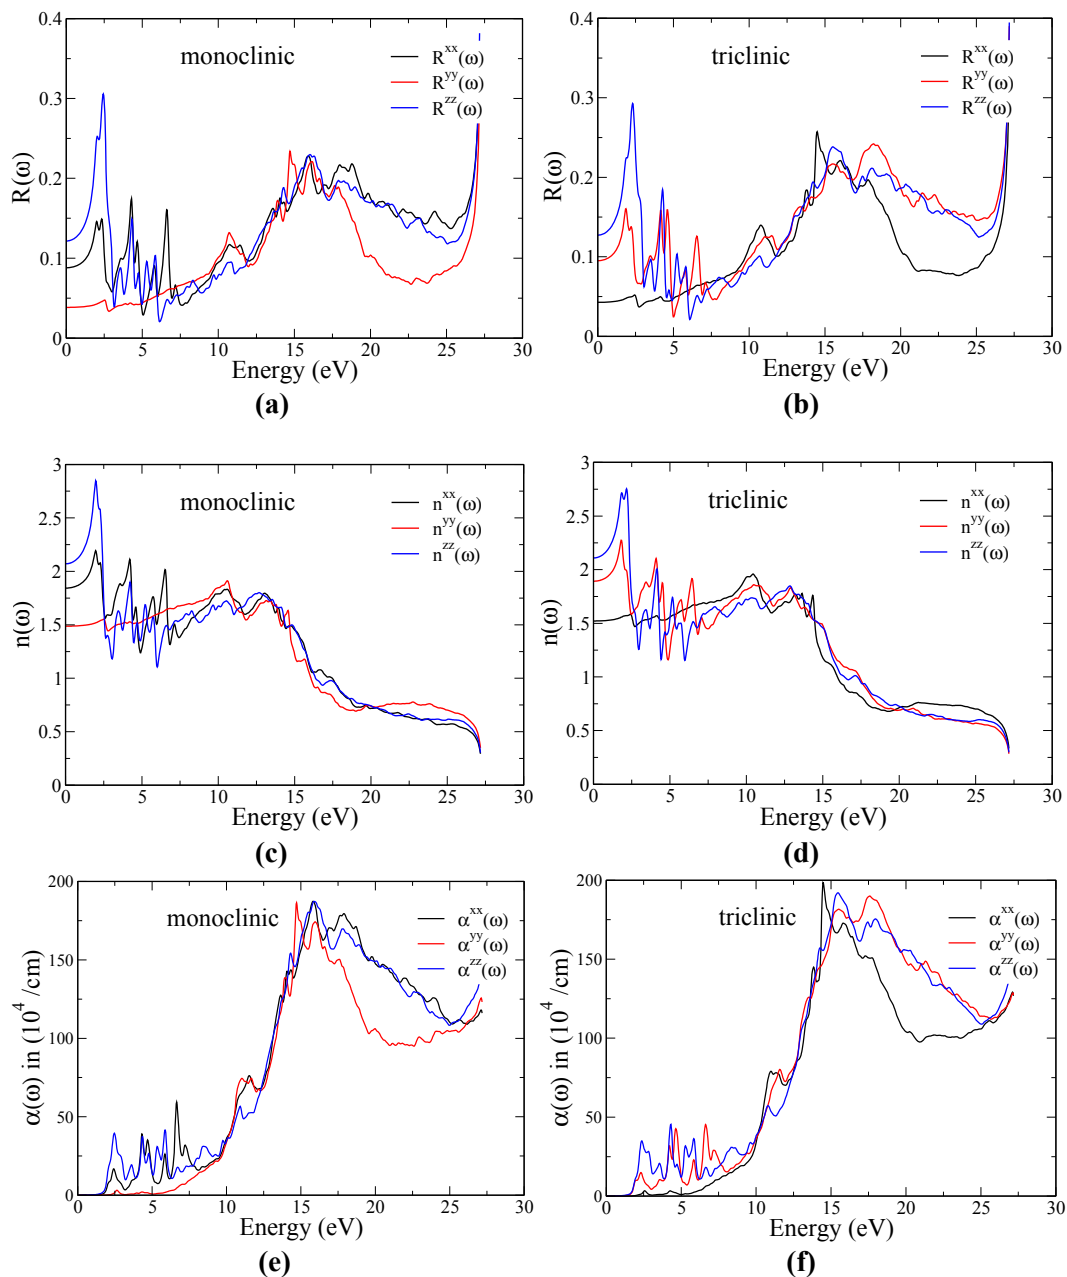 monoclinic
R^xx(ω)
R^yy(ω)
R^zz(ω)
R(ω)
0.4
0.3
0.2
0.1
0
0 5 10 15 20 25 30
Energy (eV)
(a)
triclinic
R^xx(ω)
R^yy(ω)
R^zz(ω)
R(ω)
0.4
0.3
0.2
0.1
0
0 5 10 15 20 25 30
Energy (eV)
(b)
monoclinic
n^xx(ω)
n^yy(ω)
n^zz(ω)
n(ω)
3
2.5
2
1.5
1
0.5
0
0 5 10 15 20 25 30
Energy (eV)
(c)
triclinic
n^xx(ω)
n^yy(ω)
n^zz(ω)
n(ω)
3
2.5
2
1.5
1
0.5
0
0 5 10 15 20 25 30
Energy (eV)
(d)
monoclinic
α^xx(ω)
α^yy(ω)
α^zz(ω)
α(ω) in (10^4 /cm)
200
150
100
50
0
0 5 10 15 20 25 30
Energy (eV)
(e)
triclinic
α^xx(ω)
α^yy(ω)
α^zz(ω)
α(ω) in (10^4 /cm)
200
150
100
50
0
0 5 10 15 20 25 30
Energy (eV)
(f)